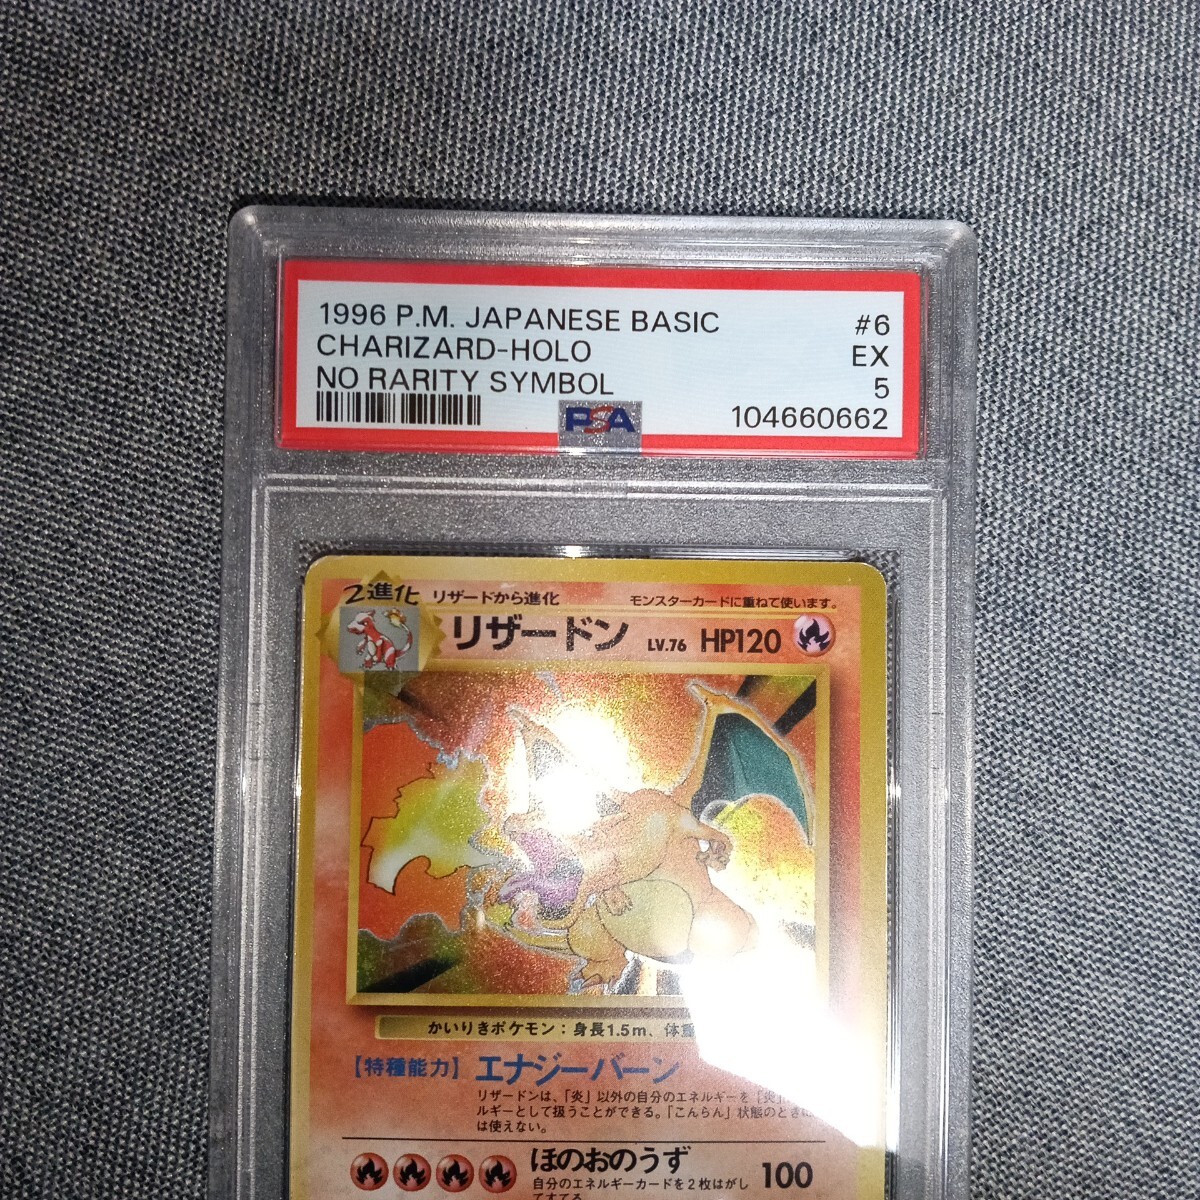 1996 P.M. JAPANESE BASIC #6
CHARIZARD-HOLO EX
NO RARITY SYMBOL 5
PSA 104660662
2進化 リザードから進化 モンスターカードに重ねて使います。
リザードン LV.76 HP120
かいりきポケモン：身長1.5m、体重
【特種能力】エナジーバーン
リザードンは、「炎」以外の自分のエネルギーを「炎」
ルギーとして扱うことができる。「こんらん」状態のときに
は使えない。
ほのおのうず 100
自分のエネルギーカードを2枚はがし
てすてる